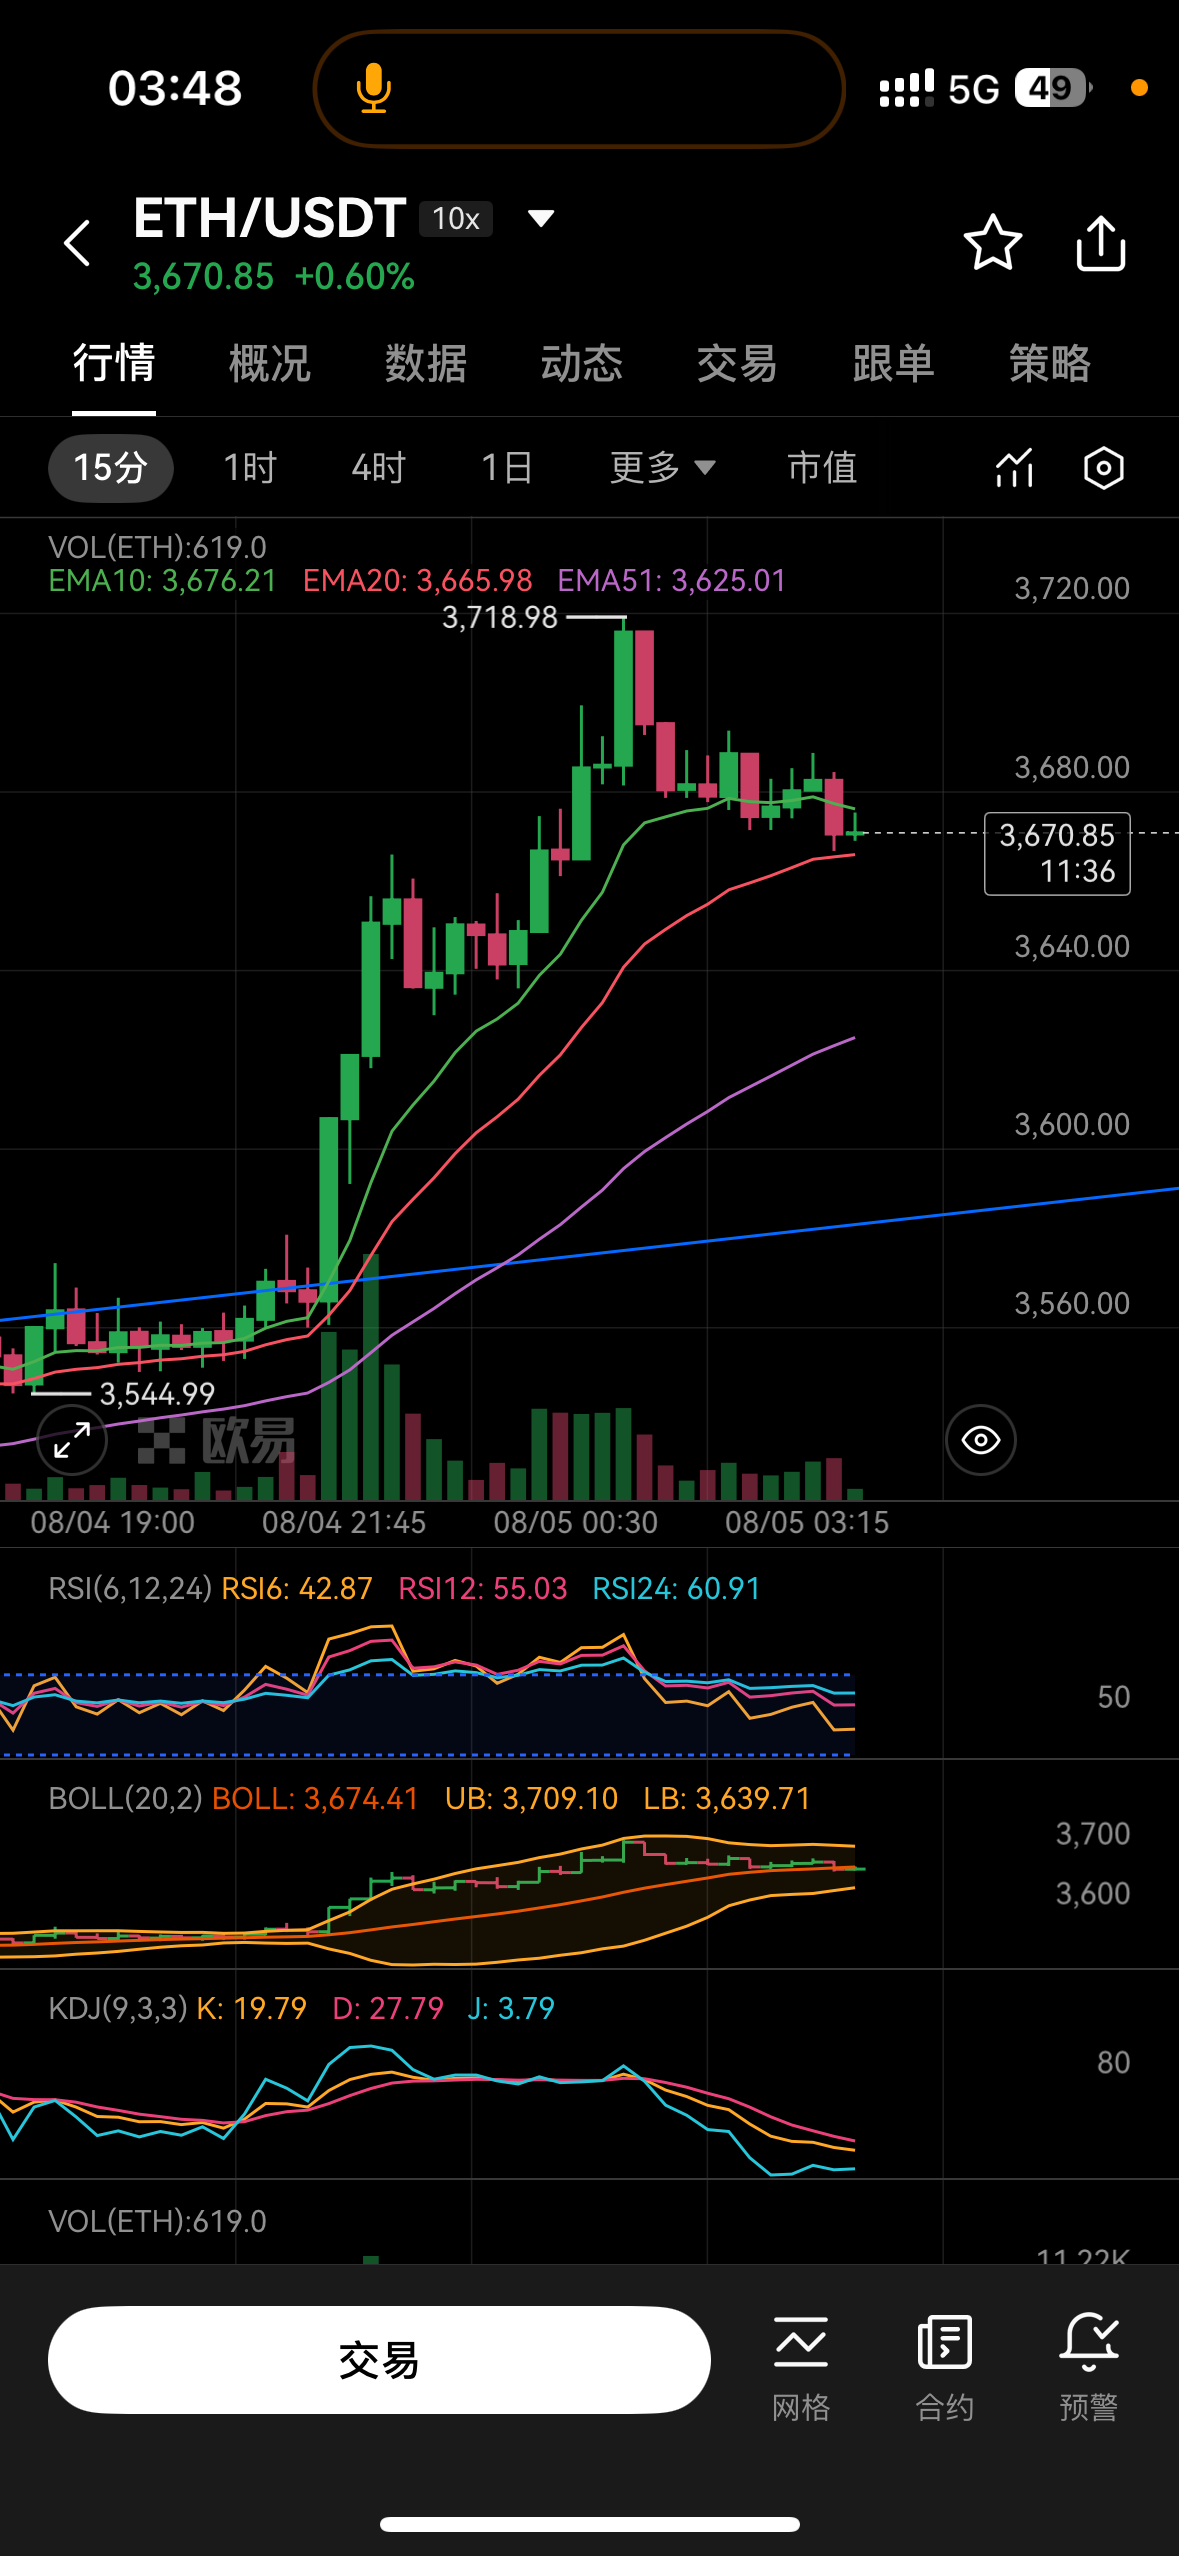 03:48
5G 49
ETH/USDT 10x
3,670.85 +0.60%
行情 概况 数据 动态 交易 跟单 策略
15分 1时 4时 1日 更多 市值
VOL(ETH):619.0
EMA10: 3,676.21 EMA20: 3,665.98 EMA51: 3,625.01
3,720.00
3,718.98
3,680.00
3,670.85
11:36
3,640.00
3,600.00
3,560.00
3,544.99
欧易
08/04 19:00 08/04 21:45 08/05 00:30 08/05 03:15
RSI(6,12,24) RSI6: 42.87 RSI12: 55.03 RSI24: 60.91
50
BOLL(20,2) BOLL: 3,674.41 UB: 3,709.10 LB: 3,639.71
3,700
3,600
KDJ(9,3,3) K: 19.79 D: 27.79 J: 3.79
80
VOL(ETH):619.0
11.22K
交易
网格 合约 预警